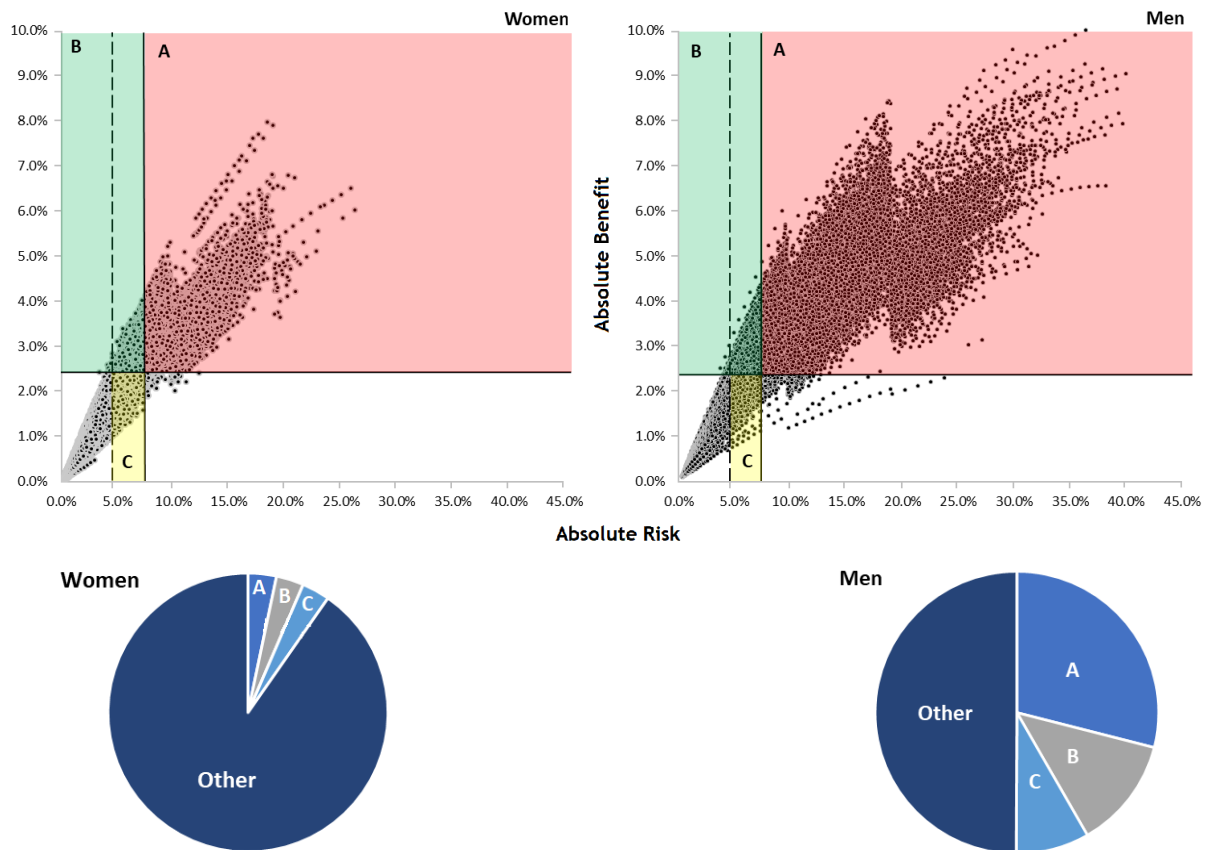 Women
Men
10.0%
9.0%
8.0%
7.0%
6.0%
5.0%
4.0%
3.0%
2.0%
1.0%
0.0%
B
A
C
0.0%
5.0%
10.0%
15.0%
20.0%
25.0%
30.0%
35.0%
40.0%
45.0%
Absolute Benefit
10.0%
9.0%
8.0%
7.0%
6.0%
5.0%
4.0%
3.0%
2.0%
1.0%
0.0%
B
A
C
0.0%
5.0%
10.0%
15.0%
20.0%
25.0%
30.0%
35.0%
40.0%
45.0%
Absolute Risk
Women
A
B
C
Other
Men
A
B
C
Other